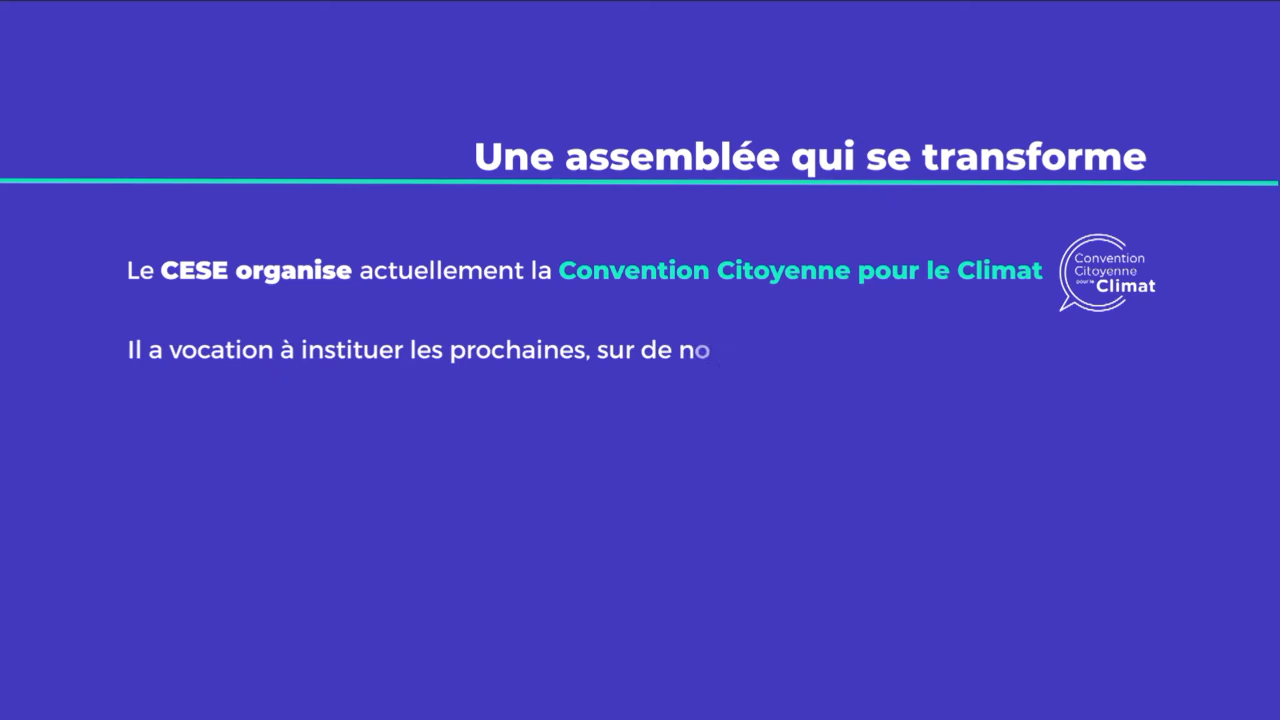 Une assemblée qui se transforme
Le CESE organise actuellement la Convention Citoyenne pour le Climat
Convention
Citoyenne
pour le Climat
Il a vocation à instituer les prochaines, sur de no